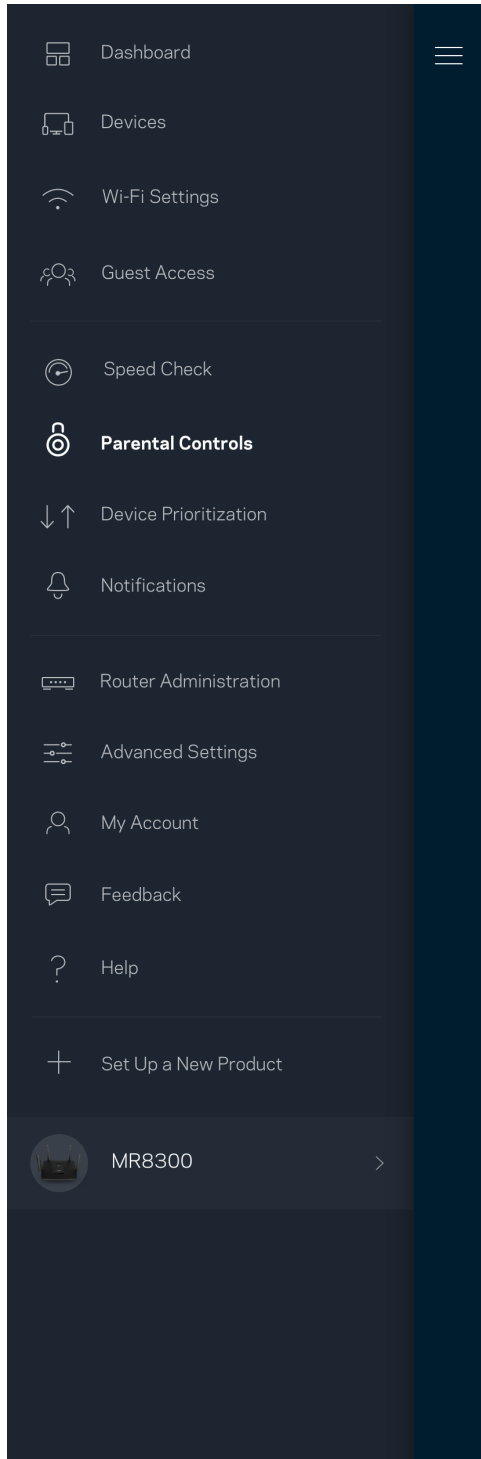 Dashboard
Devices
Wi-Fi Settings
Guest Access
Speed Check
Parental Controls
Device Prioritization
Notifications
Router Administration
Advanced Settings
My Account
Feedback
Help
Set Up a New Product
MR8300